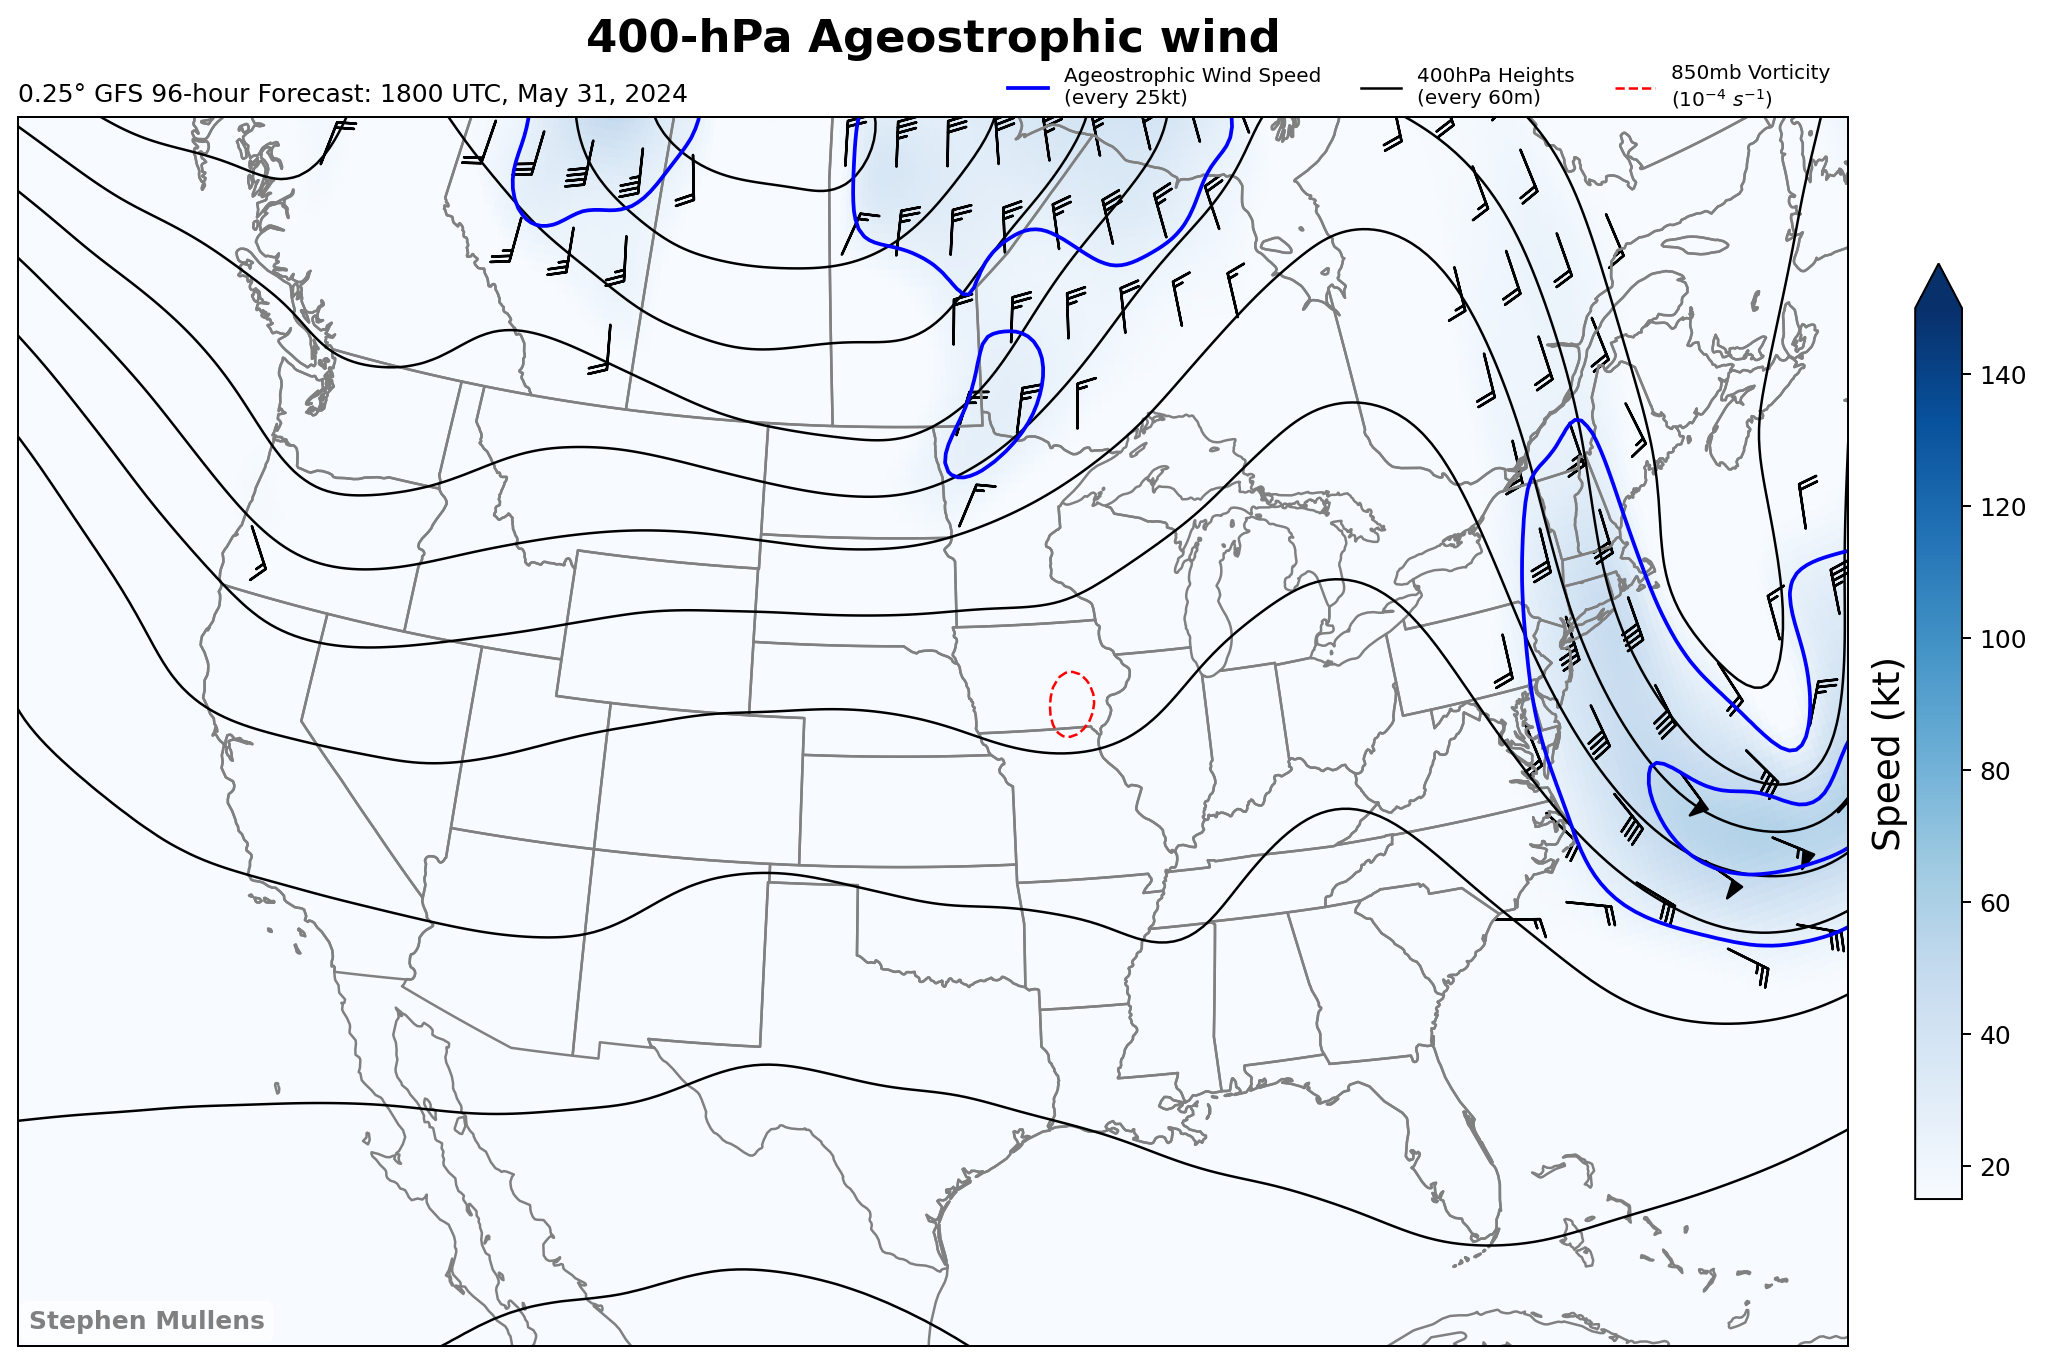 400-hPa Ageostrophic wind
0.25° GFS 96-hour Forecast: 1800 UTC, May 31, 2024
Ageostrophic Wind Speed
(every 25kt)
400hPa Heights
(every 60m)
850mb Vorticity
(10⁻⁴ s⁻¹)
140
120
100
80
60
40
20
Speed (kt)
Stephen Mullens